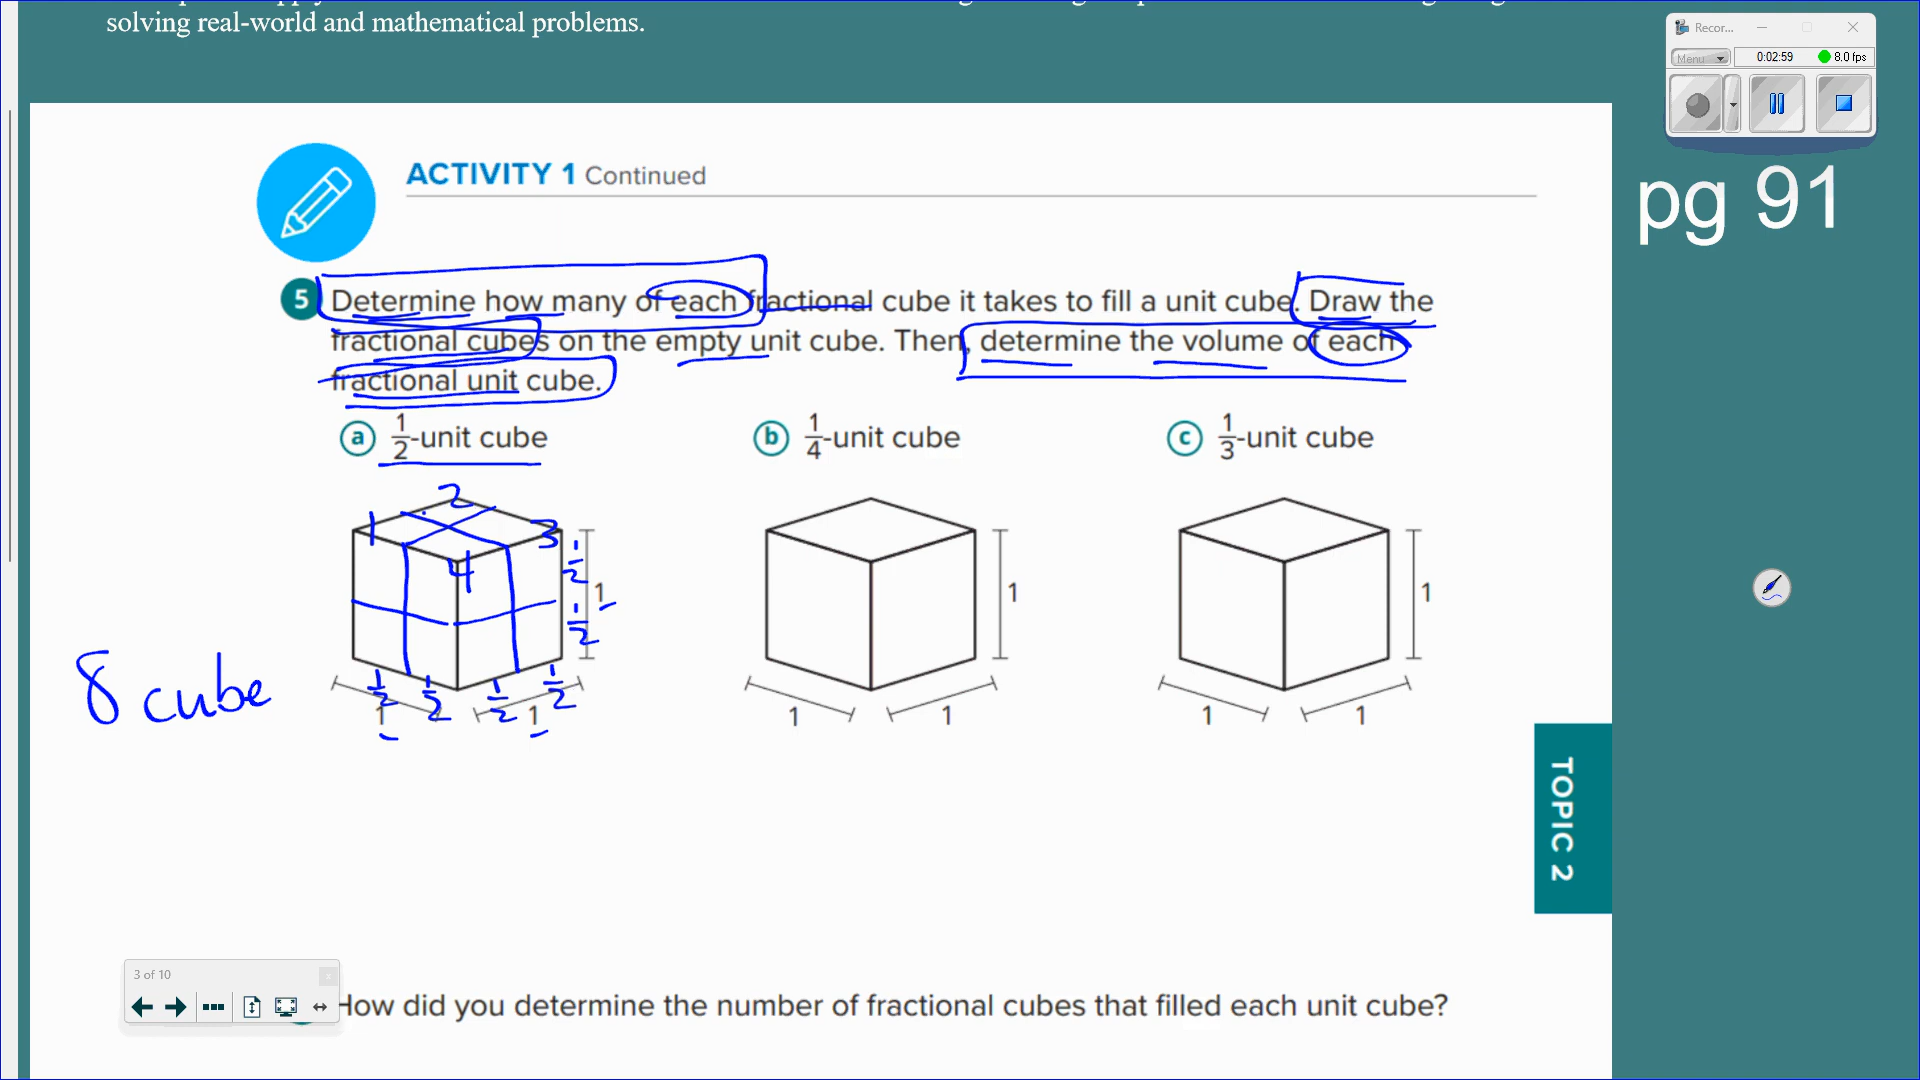 solving real-world and mathematical problems.
Recor...
Menu
0:02:59
8.0 fps
pg 91
ACTIVITY 1 Continued
5 Determine how many of each fractional cube it takes to fill a unit cube. Draw the
fractional cubes on the empty unit cube. Then, determine the volume of each
fractional unit cube.
a 1/2-unit cube
b 1/4-unit cube
c 1/3-unit cube
2
1
3
4
1/2
1/2
1
1/2
1/2
1/2
1/2
1
1
8 cube
1
1
1
1
1
1
TOPIC 2
3 of 10
How did you determine the number of fractional cubes that filled each unit cube?